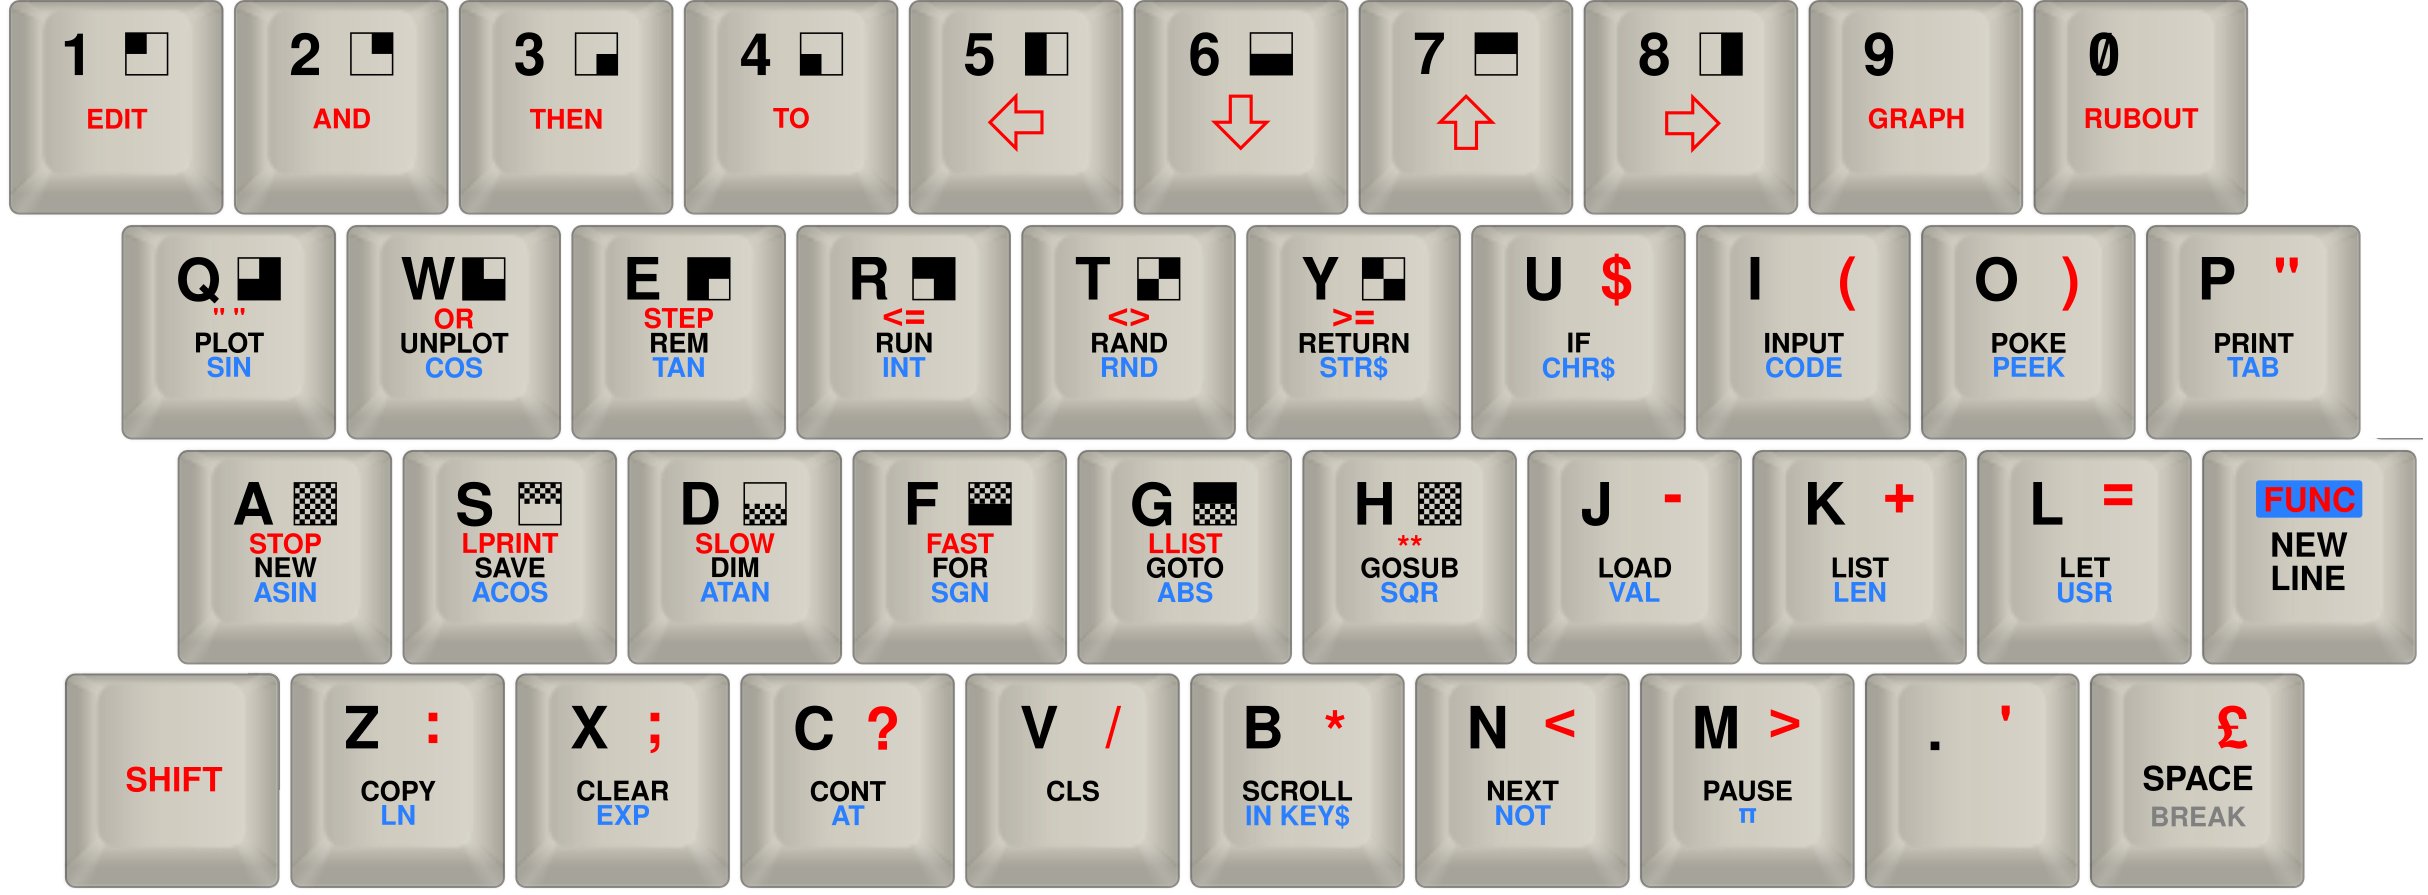 1 2 3 4 5 6 7 8 9 0
EDIT AND THEN TO GRAPH RUBOUT
Q W E R T Y U $ I ( O ) P "
" " OR STEP <= <> >=
PLOT UNPLOT REM RUN RAND RETURN IF INPUT POKE PRINT
SIN COS TAN INT RND STR$ CHR$ CODE PEEK TAB
A S D F G H J - K + L = FUNC
STOP LPRINT SLOW FAST LLIST ** NEW
NEW SAVE DIM FOR GOTO GOSUB LOAD LIST LET LINE
ASIN ACOS ATAN SGN ABS SQR VAL LEN USR
Z : X ; C ? V / B * N < M > . ' £
SHIFT SPACE
COPY CLEAR CONT CLS SCROLL NEXT PAUSE
LN EXP AT IN KEY$ NOT π BREAK